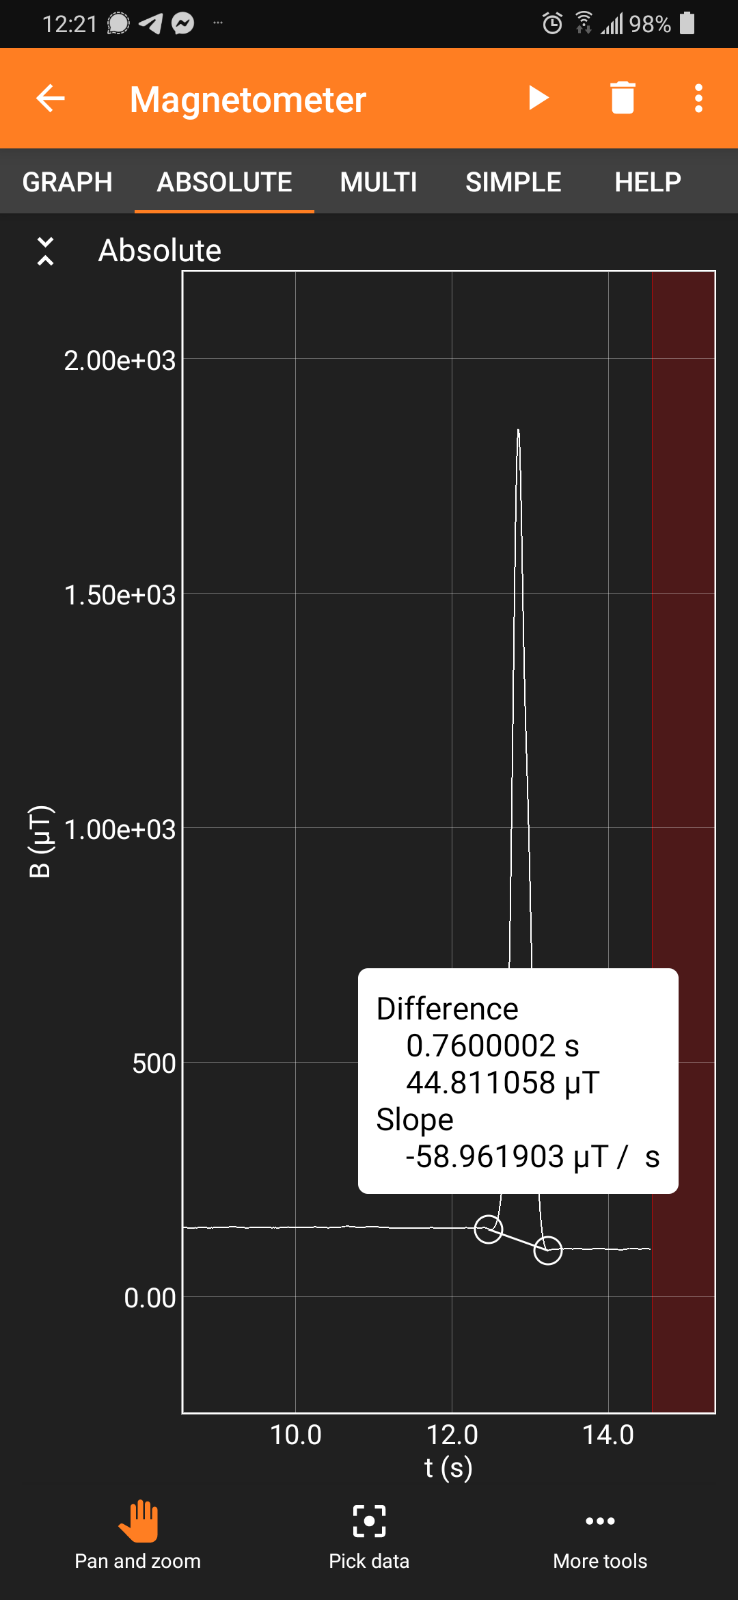 12:21 ··· 98%
Magnetometer
GRAPH ABSOLUTE MULTI SIMPLE HELP
Absolute
2.00e+03
1.50e+03
1.00e+03
B (µT)
Difference
0.7600002 s
44.811058 µT
Slope
-58.961903 µT / s
500
0.00
10.0 12.0 14.0
t (s)
Pan and zoom Pick data More tools